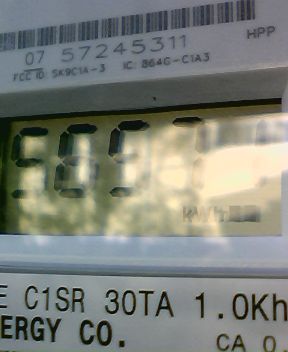 HPP
07 57245311
FCC ID: SK9C1A-3 IC: 864G-C1A3
kWh
E C1SR 30TA 1.0Kh
ERGY CO. CA 0.